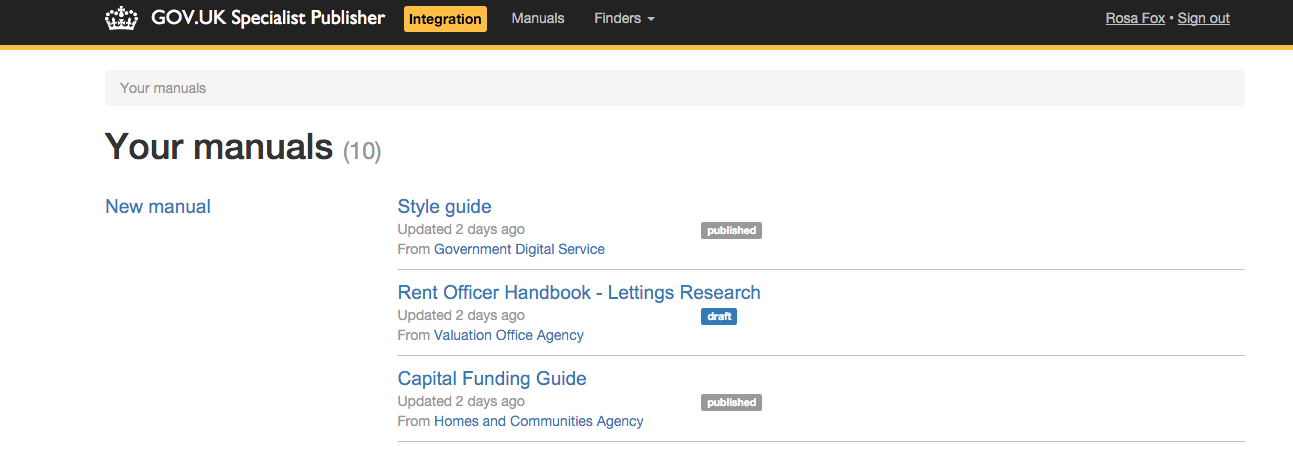 GOV.UK Specialist Publisher Integration Manuals Finders Rosa Fox • Sign out
Your manuals
Your manuals (10)
New manual
Style guide
Updated 2 days ago published
From Government Digital Service
Rent Officer Handbook - Lettings Research
Updated 2 days ago draft
From Valuation Office Agency
Capital Funding Guide
Updated 2 days ago published
From Homes and Communities Agency